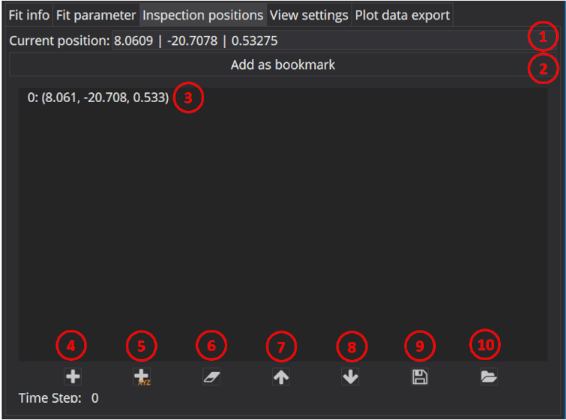 Fit info Fit parameter Inspection positions View settings Plot data export
Current position: 8.0609 | -20.7078 | 0.53275 1
Add as bookmark 2
0: (8.061, -20.708, 0.533) 3
4 5 6 7 8 9 10
XYZ
Time Step: 0